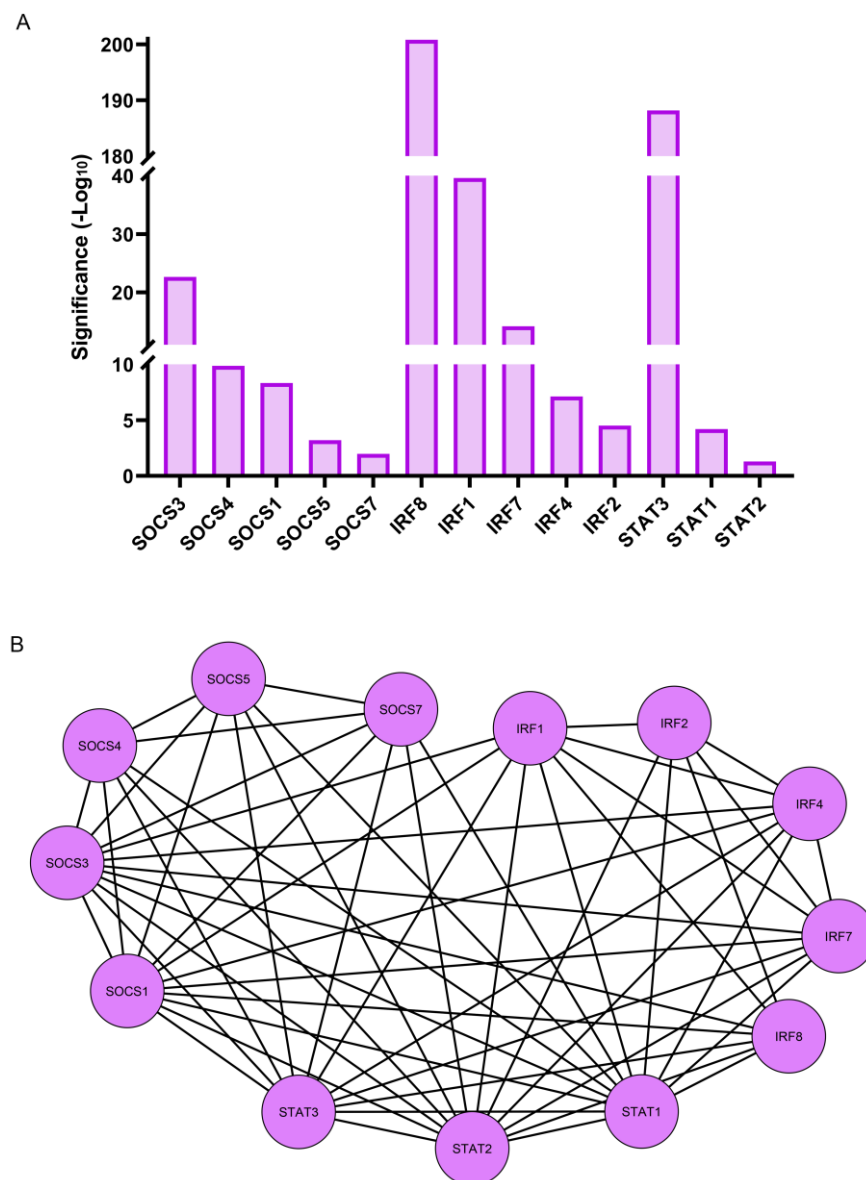 A
Significance (-Log10)
200
190
180
40
30
20
10
5
0
SOCS3
SOCS4
SOCS1
SOCS5
SOCS7
IRF8
IRF1
IRF7
IRF4
IRF2
STAT3
STAT1
STAT2
B
SOCS5
SOCS7
IRF1
IRF2
SOCS4
IRF4
SOCS3
IRF7
SOCS1
IRF8
STAT3
STAT1
STAT2